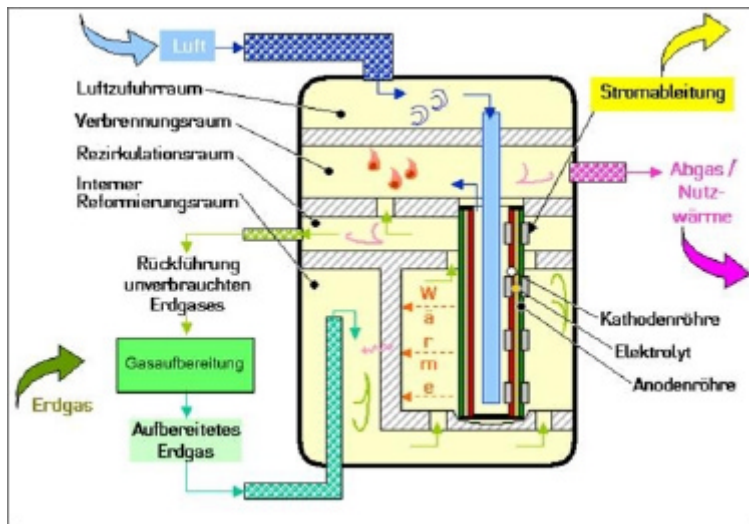 Luft
Luftzufuhrraum
Verbrennungsraum
Rezirkulationsraum
Interner
Reformierungsraum
Rückführung
unverbrauchten
Erdgases
Gasaufbereitung
Erdgas
Aufbereitetes
Erdgas
Wärme
Stromableitung
Abgas /
Nutz-
wärme
Kathodenröhre
Elektrolyt
Anodenröhre